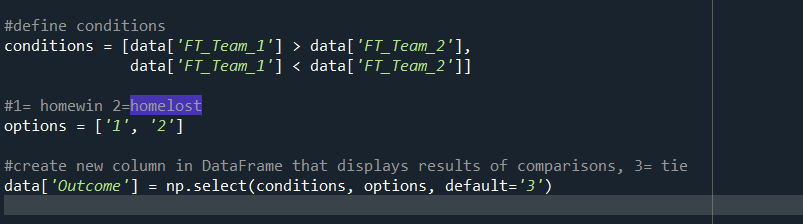 #define conditions
conditions = [data['FT_Team_1'] > data['FT_Team_2'],
              data['FT_Team_1'] < data['FT_Team_2']]
#1= homewin 2=homelost
options = ['1', '2']
#create new column in DataFrame that displays results of comparisons, 3= tie
data['Outcome'] = np.select(conditions, options, default='3')